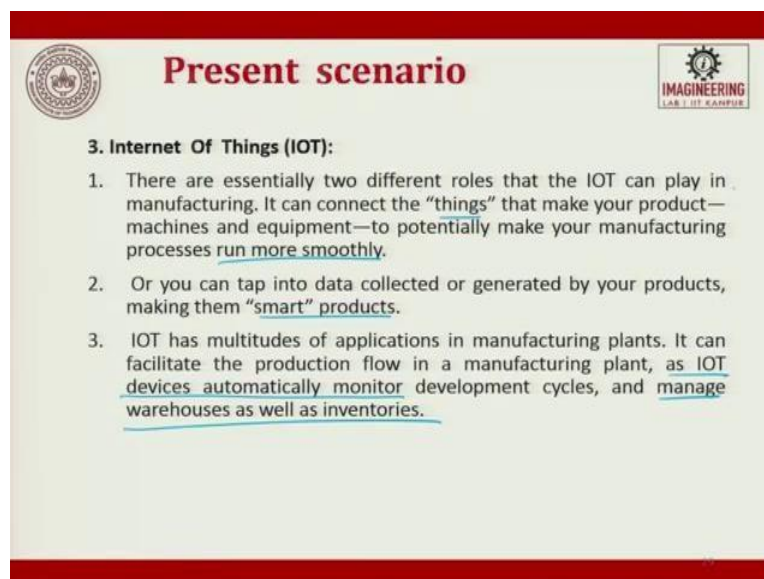 Present scenario
IMAGINEERING
LAB | IIT KANPUR
3. Internet Of Things (IOT):
1. There are essentially two different roles that the IOT can play in
manufacturing. It can connect the “things” that make your product—
machines and equipment—to potentially make your manufacturing
processes run more smoothly.
2. Or you can tap into data collected or generated by your products,
making them “smart” products.
3. IOT has multitudes of applications in manufacturing plants. It can
facilitate the production flow in a manufacturing plant, as IOT
devices automatically monitor development cycles, and manage
warehouses as well as inventories.